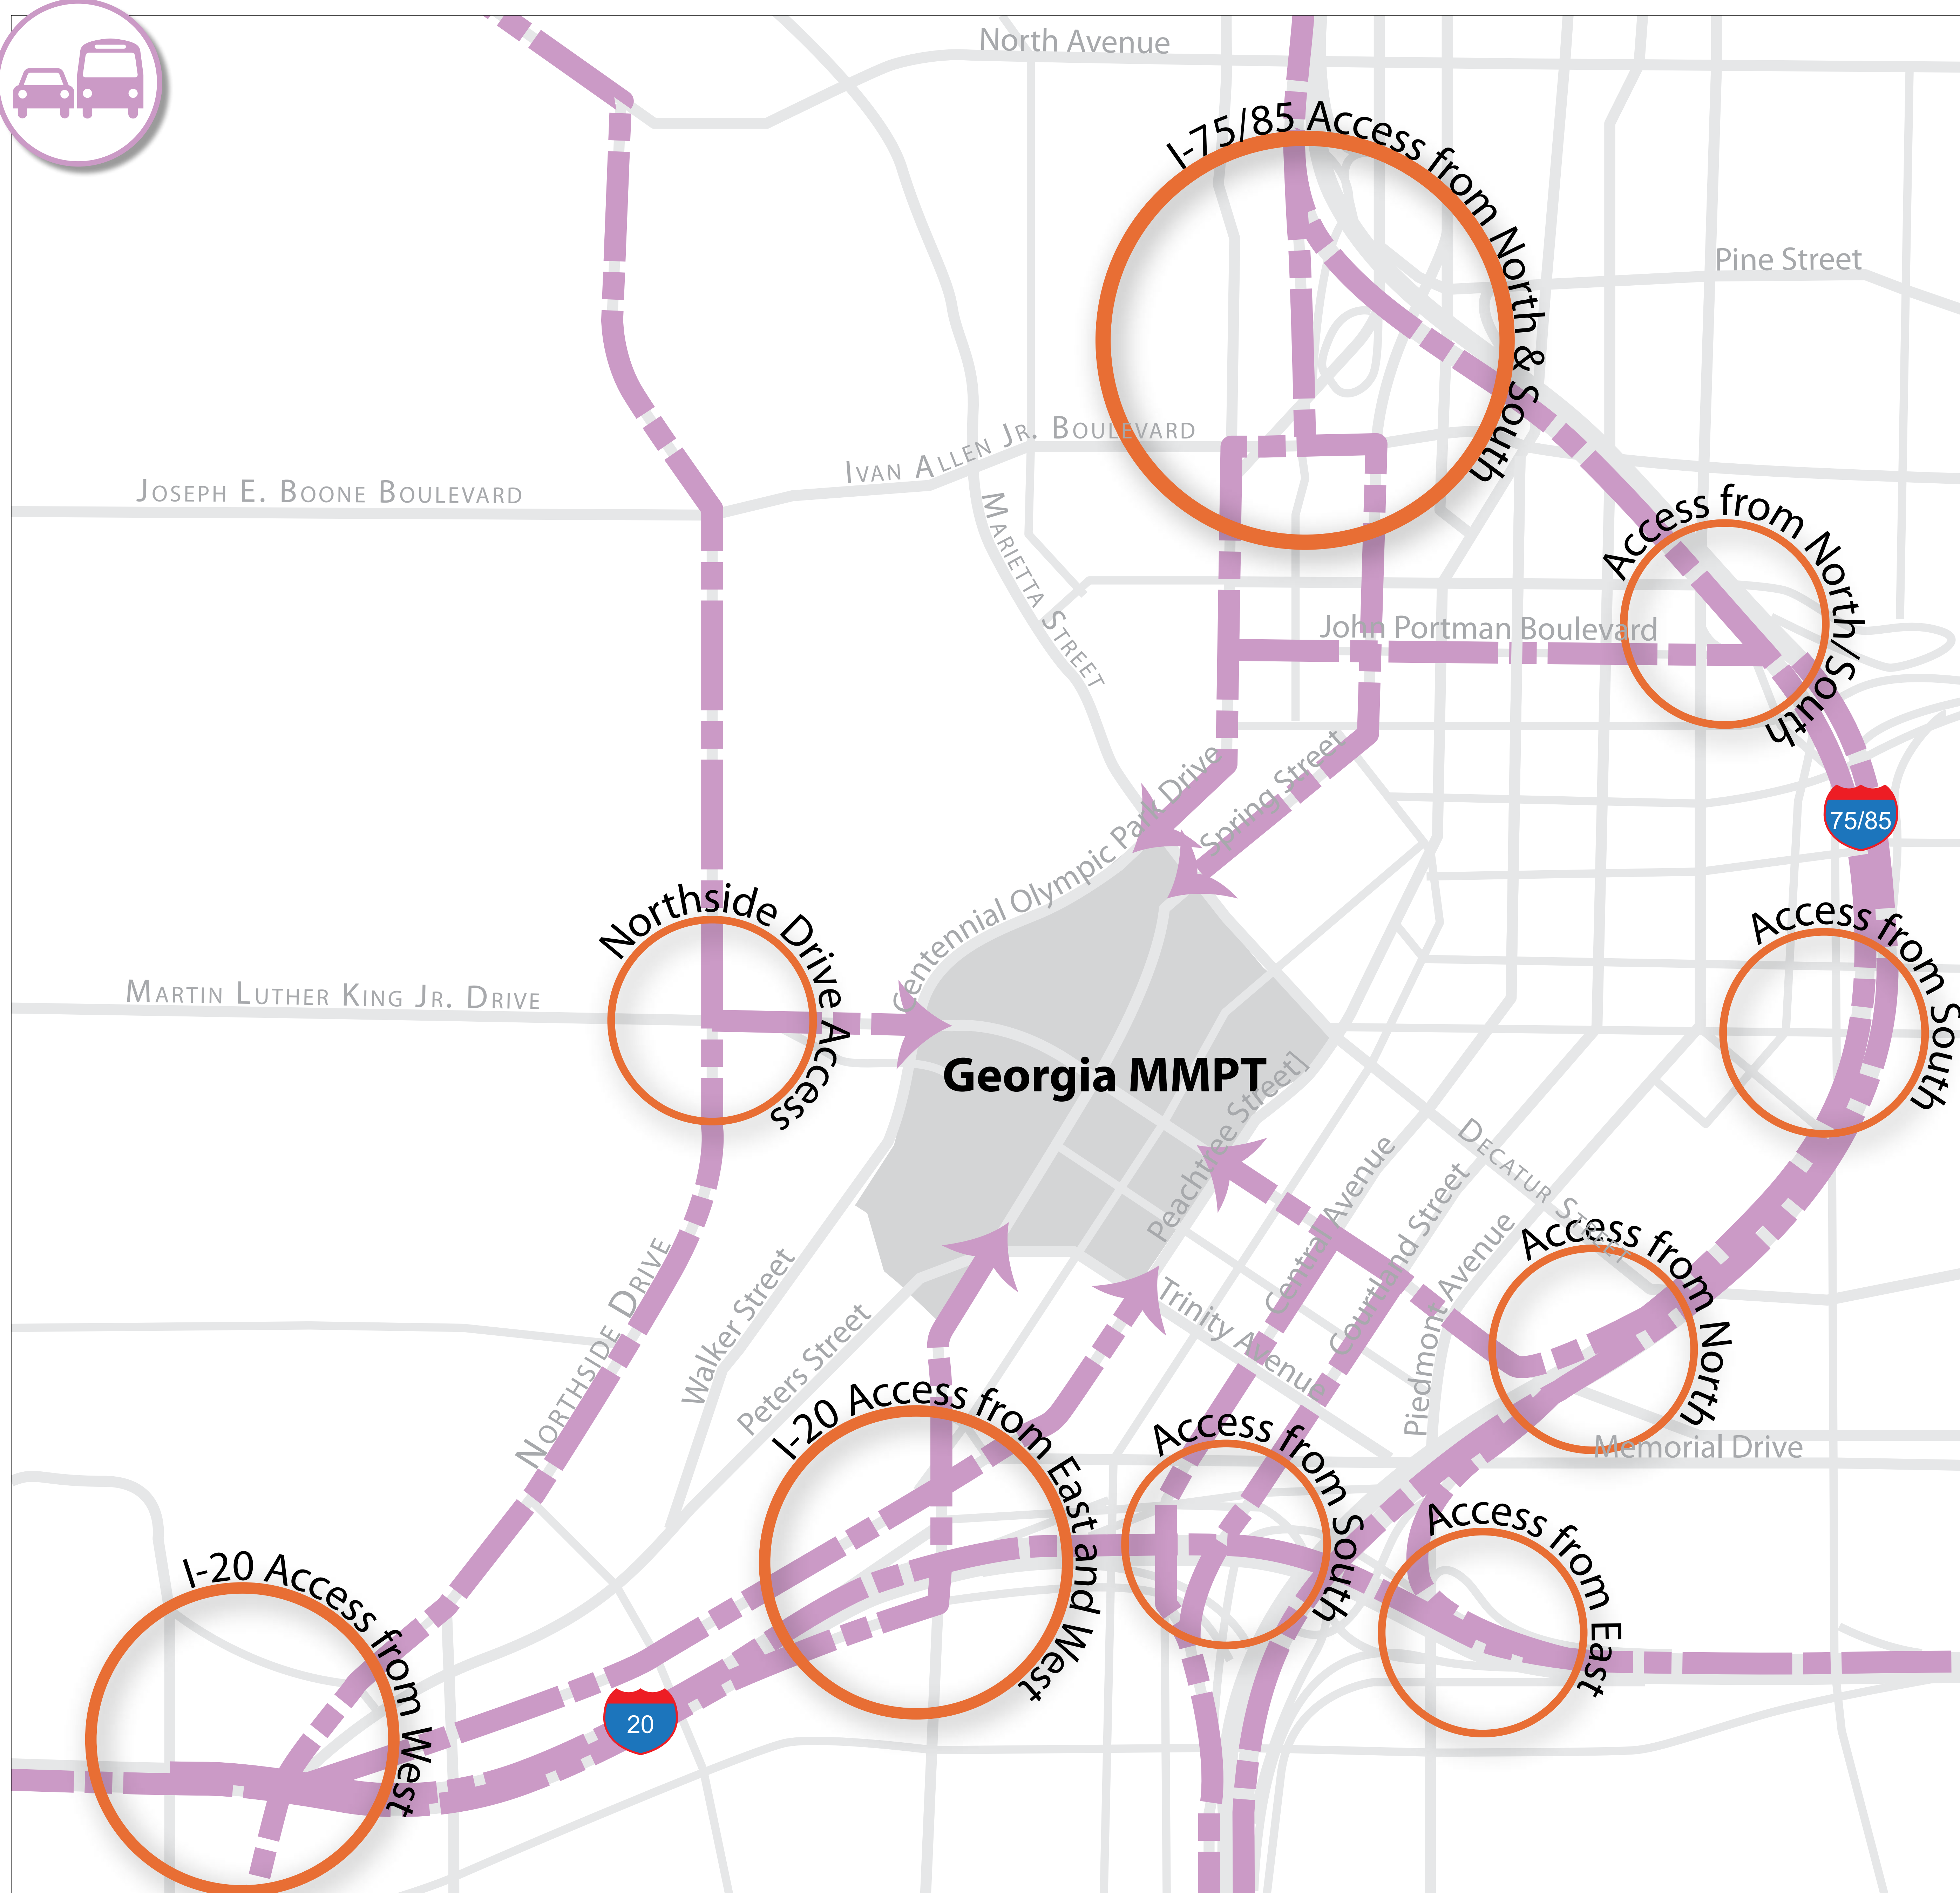 North Avenue
I-75/85 Access from North & South
Pine Street
Ivan Allen Jr. Boulevard
Joseph E. Boone Boulevard
Marietta Street
Access from North/South
John Portman Boulevard
Centennial Olympic Park Drive
Spring Street
75/85
Northside Drive Access
Access from South
Martin Luther King Jr. Drive
Georgia MMPT
Peachtree Street]
Decatur Street
Central Avenue
Courtland Street
Piedmont Avenue
Access from North
Northside Drive
Walker Street
Peters Street
Trinity Avenue
I-20 Access from East and West
Access from South
Memorial Drive
Access from East
I-20 Access from West
20